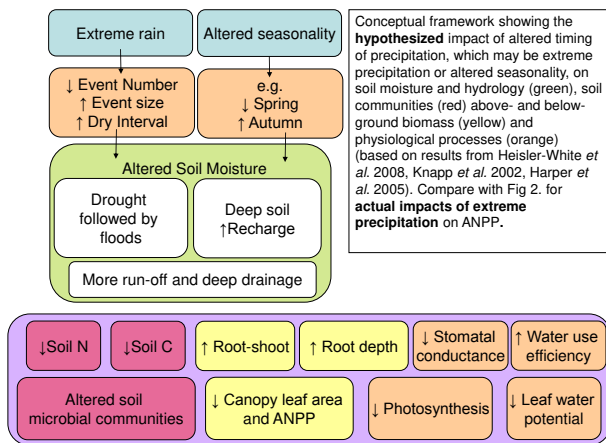 Extreme rain
Altered seasonality
↓ Event Number
↑ Event size
↑ Dry Interval
e.g.
↓ Spring
↑ Autumn
Altered Soil Moisture
Drought
followed by
floods
Deep soil
↑Recharge
More run-off and deep drainage
Conceptual framework showing the
hypothesized impact of altered timing
of precipitation, which may be extreme
precipitation or altered seasonality, on
soil moisture and hydrology (green), soil
communities (red) above- and below-
ground biomass (yellow) and
physiological processes (orange)
(based on results from Heisler-White et
al. 2008, Knapp et al. 2002, Harper et
al. 2005). Compare with Fig 2. for
actual impacts of extreme
precipitation on ANPP.
↓Soil N
↓Soil C
↑ Root-shoot
↑ Root depth
↓ Stomatal
conductance
↑ Water use
efficiency
Altered soil
microbial communities
↓ Canopy leaf area
and ANPP
↓ Photosynthesis
↓ Leaf water
potential